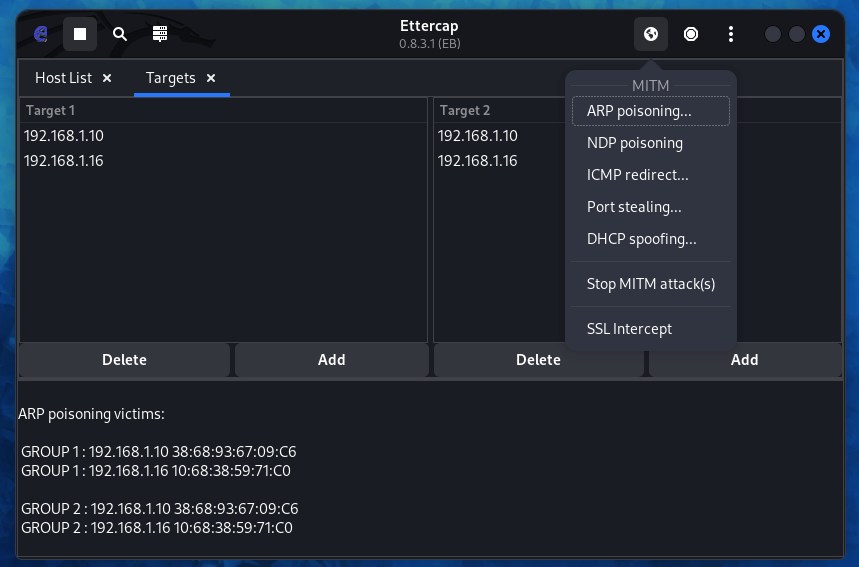 Ettercap
0.8.3.1 (EB)
Host List
Targets
MITM
ARP poisoning...
NDP poisoning
ICMP redirect...
Port stealing...
DHCP spoofing...
Stop MITM attack(s)
SSL Intercept
Target 1
192.168.1.10
192.168.1.16
Target 2
192.168.1.10
192.168.1.16
Delete
Add
Delete
Add
ARP poisoning victims:
GROUP 1 : 192.168.1.10 38:68:93:67:09:C6
GROUP 1 : 192.168.1.16 10:68:38:59:71:C0
GROUP 2 : 192.168.1.10 38:68:93:67:09:C6
GROUP 2 : 192.168.1.16 10:68:38:59:71:C0